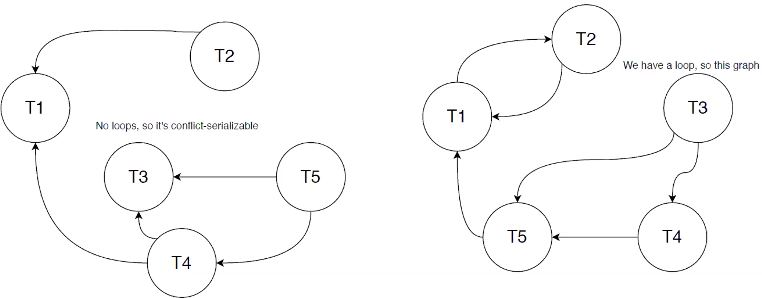 T2
T1
No loops, so it's conflict-serializable
T3
T5
T4
T2
We have a loop, so this graph
T1
T3
T5
T4